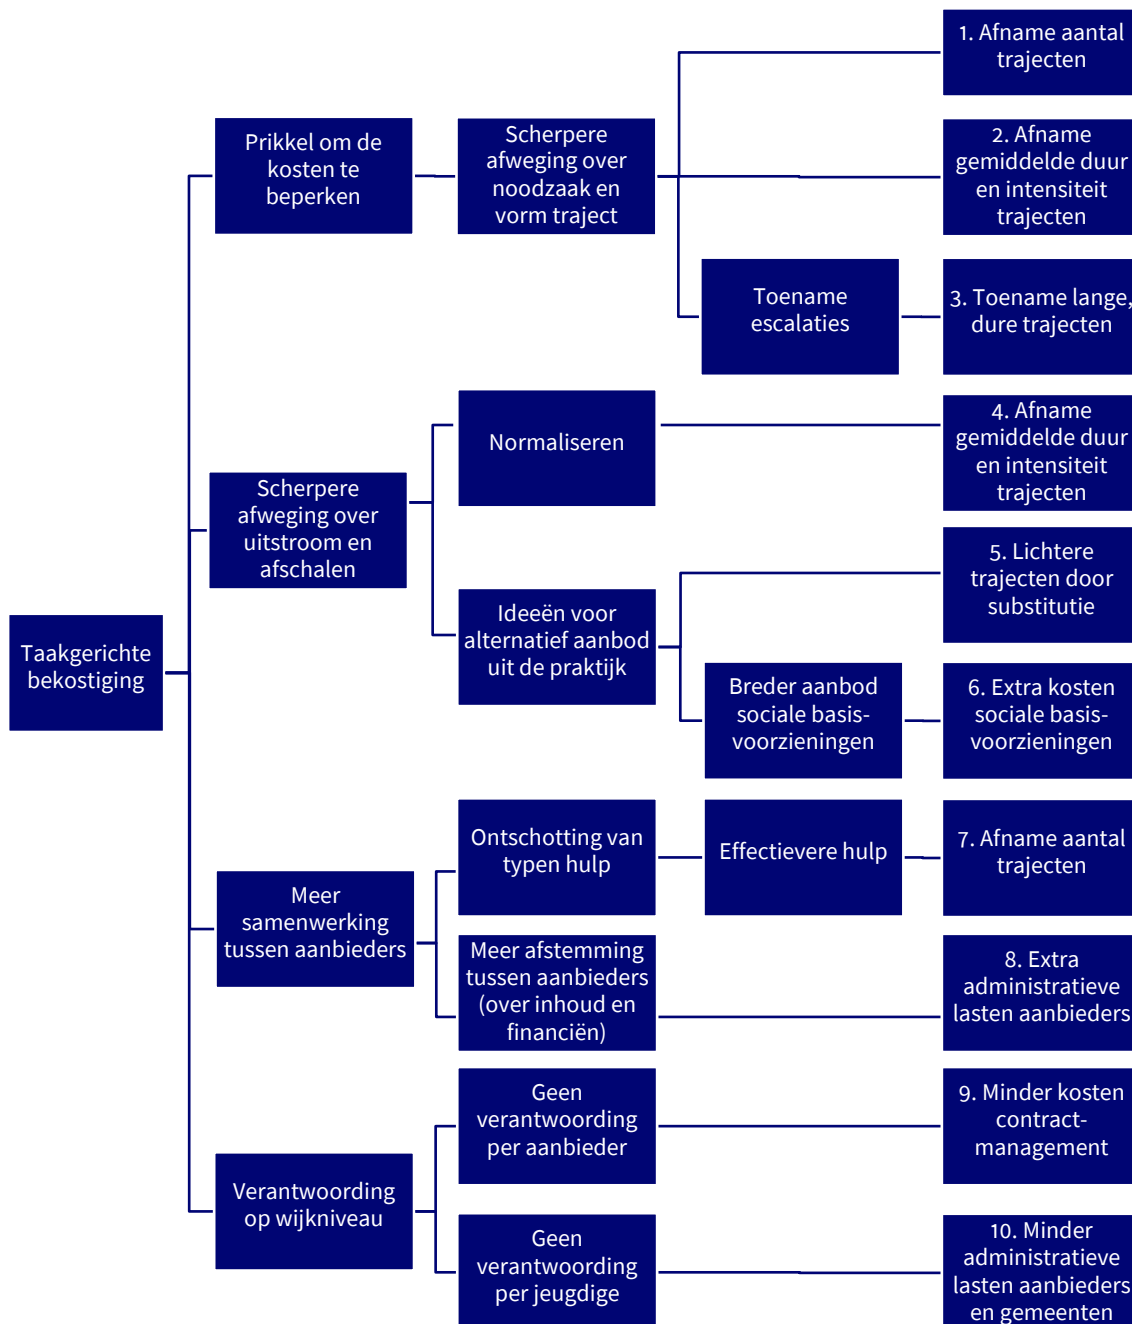 1. Afname aantal
trajecten
Prikkel om de
kosten te
beperken
Scherpere
afweging over
noodzaak en
vorm traject
2. Afname
gemiddelde duur
en intensiteit
trajecten
Toename
escalaties
3. Toename lange,
dure trajecten
Normaliseren
4. Afname
gemiddelde duur
en intensiteit
trajecten
Scherpere
afweging over
uitstroom en
afschalen
5. Lichtere
trajecten door
substitutie
Ideeën voor
alternatief aanbod
uit de praktijk
Taakgerichte
bekostiging
Breder aanbod
sociale basis-
voorzieningen
6. Extra kosten
sociale basis-
voorzieningen
Ontschotting van
typen hulp
Effectievere hulp
7. Afname aantal
trajecten
Meer
samenwerking
tussen aanbieders
Meer afstemming
tussen aanbieders
(over inhoud en
financiën)
8. Extra
administratieve
lasten aanbieders
Geen
verantwoording
per aanbieder
9. Minder kosten
contract-
management
Verantwoording
op wijkniveau
Geen
verantwoording
per jeugdige
10. Minder
administratieve
lasten aanbieders
en gemeenten